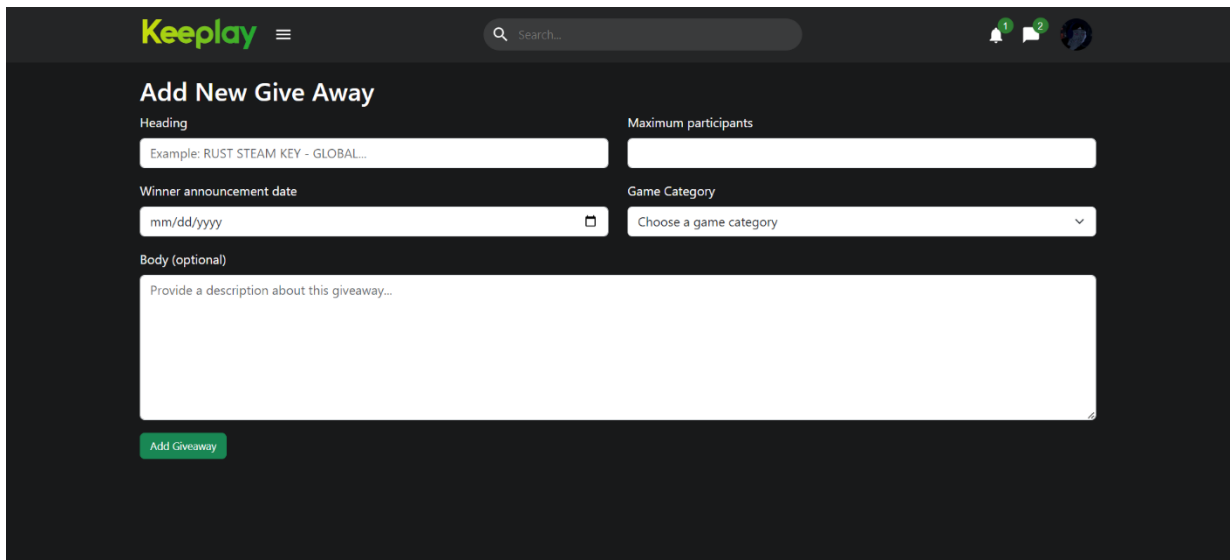 Keeplay
Search...
1
2
Add New Give Away
Heading
Maximum participants
Example: RUST STEAM KEY - GLOBAL...
Winner announcement date
Game Category
mm/dd/yyyy
Choose a game category
Body (optional)
Provide a description about this giveaway...
Add Giveaway